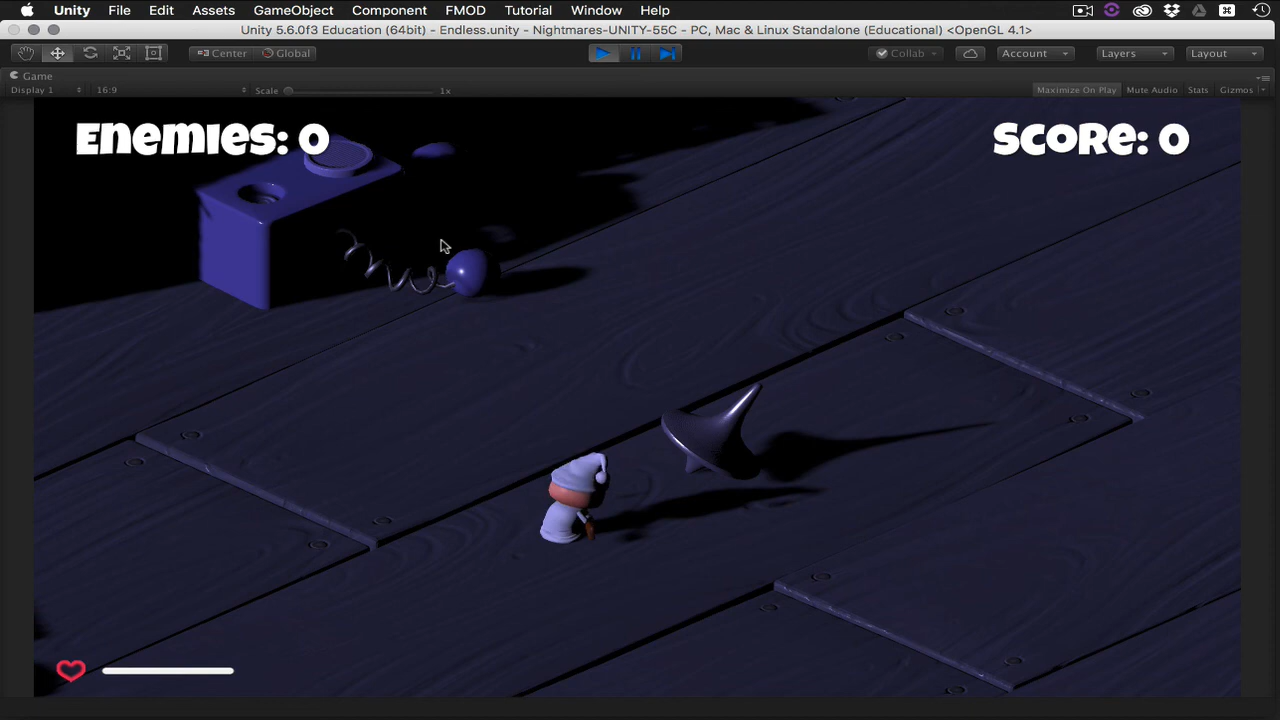 Unity File Edit Assets GameObject Component FMOD Tutorial Window Help
Unity 5.6.0f3 Education (64bit) - Endless.unity - Nightmares-UNITY-55C - PC, Mac & Linux Standalone (Educational) <OpenGL 4.1>
Center Global Collab Account Layers Layout
Game
Display 1 16:9 Scale 1x Maximize On Play Mute Audio Stats Gizmos
Enemies: 0 Score: 0